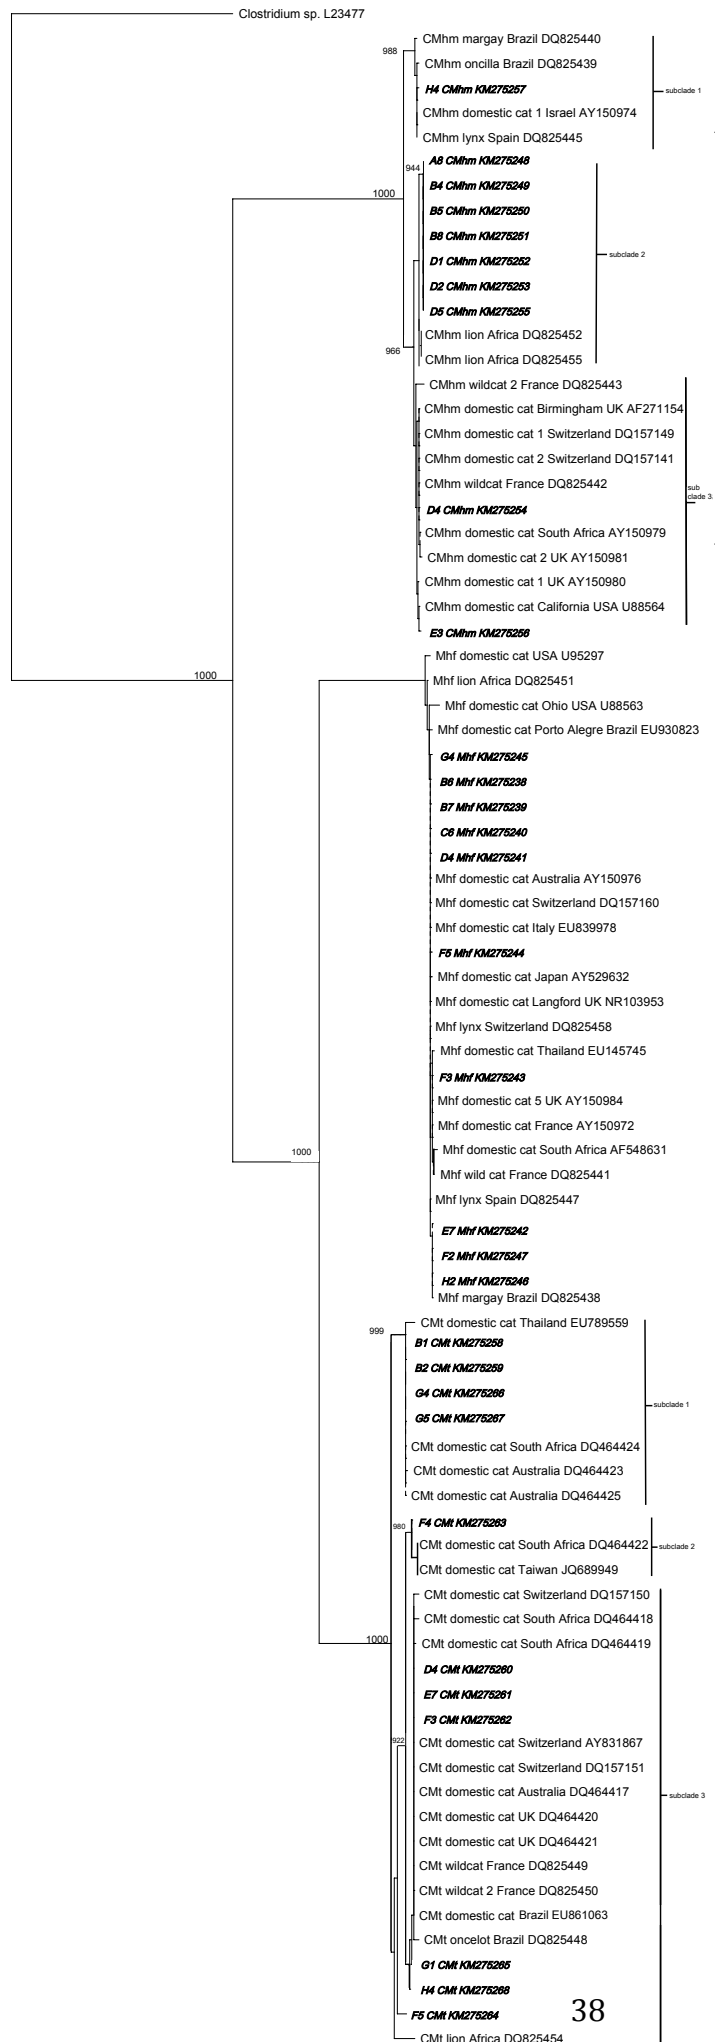 Clostridium sp. L23477
CMhm margay Brazil DQ825440
988
CMhm oncilla Brazil DQ825439
H4 CMhm KM275257
subclade 1
CMhm domestic cat 1 Israel AY150974
CMhm lynx Spain DQ825445
A8 CMhm KM275248
944
B4 CMhm KM275249
1000
B5 CMhm KM275250
B8 CMhm KM275251
subclade 2
D1 CMhm KM275252
D2 CMhm KM275253
D5 CMhm KM275255
CMhm lion Africa DQ825452
966
CMhm lion Africa DQ825455
CMhm wildcat 2 France DQ825443
CMhm domestic cat Birmingham UK AF271154
CMhm domestic cat 1 Switzerland DQ157149
CMhm domestic cat 2 Switzerland DQ157141
CMhm wildcat France DQ825442
sub
clade 3
D4 CMhm KM275254
CMhm domestic cat South Africa AY150979
CMhm domestic cat 2 UK AY150981
CMhm domestic cat 1 UK AY150980
CMhm domestic cat California USA U88564
E3 CMhm KM275256
Mhf domestic cat USA U95297
1000
Mhf lion Africa DQ825451
Mhf domestic cat Ohio USA U88563
Mhf domestic cat Porto Alegre Brazil EU930823
G4 Mhf KM275245
B6 Mhf KM275238
B7 Mhf KM275239
C6 Mhf KM275240
D4 Mhf KM275241
Mhf domestic cat Australia AY150976
Mhf domestic cat Switzerland DQ157160
Mhf domestic cat Italy EU839978
F5 Mhf KM275244
Mhf domestic cat Japan AY529632
Mhf domestic cat Langford UK NR103953
Mhf lynx Switzerland DQ825458
Mhf domestic cat Thailand EU145745
F3 Mhf KM275243
Mhf domestic cat 5 UK AY150984
Mhf domestic cat France AY150972
1000
Mhf domestic cat South Africa AF548631
Mhf wild cat France DQ825441
Mhf lynx Spain DQ825447
E7 Mhf KM275242
F2 Mhf KM275247
H2 Mhf KM275246
Mhf margay Brazil DQ825438
CMt domestic cat Thailand EU789559
999
B1 CMt KM275258
B2 CMt KM275259
G4 CMt KM275266
subclade 1
G5 CMt KM275267
CMt domestic cat South Africa DQ464424
CMt domestic cat Australia DQ464423
CMt domestic cat Australia DQ464425
F4 CMt KM275263
980
CMt domestic cat South Africa DQ464422
subclade 2
CMt domestic cat Taiwan JQ689949
CMt domestic cat Switzerland DQ157150
CMt domestic cat South Africa DQ464418
1000
CMt domestic cat South Africa DQ464419
D4 CMt KM275260
E7 CMt KM275261
F3 CMt KM275262
922
CMt domestic cat Switzerland AY831867
CMt domestic cat Switzerland DQ157151
CMt domestic cat Australia DQ464417
subclade 3
CMt domestic cat UK DQ464420
CMt domestic cat UK DQ464421
CMt wildcat France DQ825449
CMt wildcat 2 France DQ825450
CMt domestic cat Brazil EU861063
CMt oncelot Brazil DQ825448
G1 CMt KM275265
H4 CMt KM275268
F5 CMt KM275264
38
CMt lion Africa DQ825454